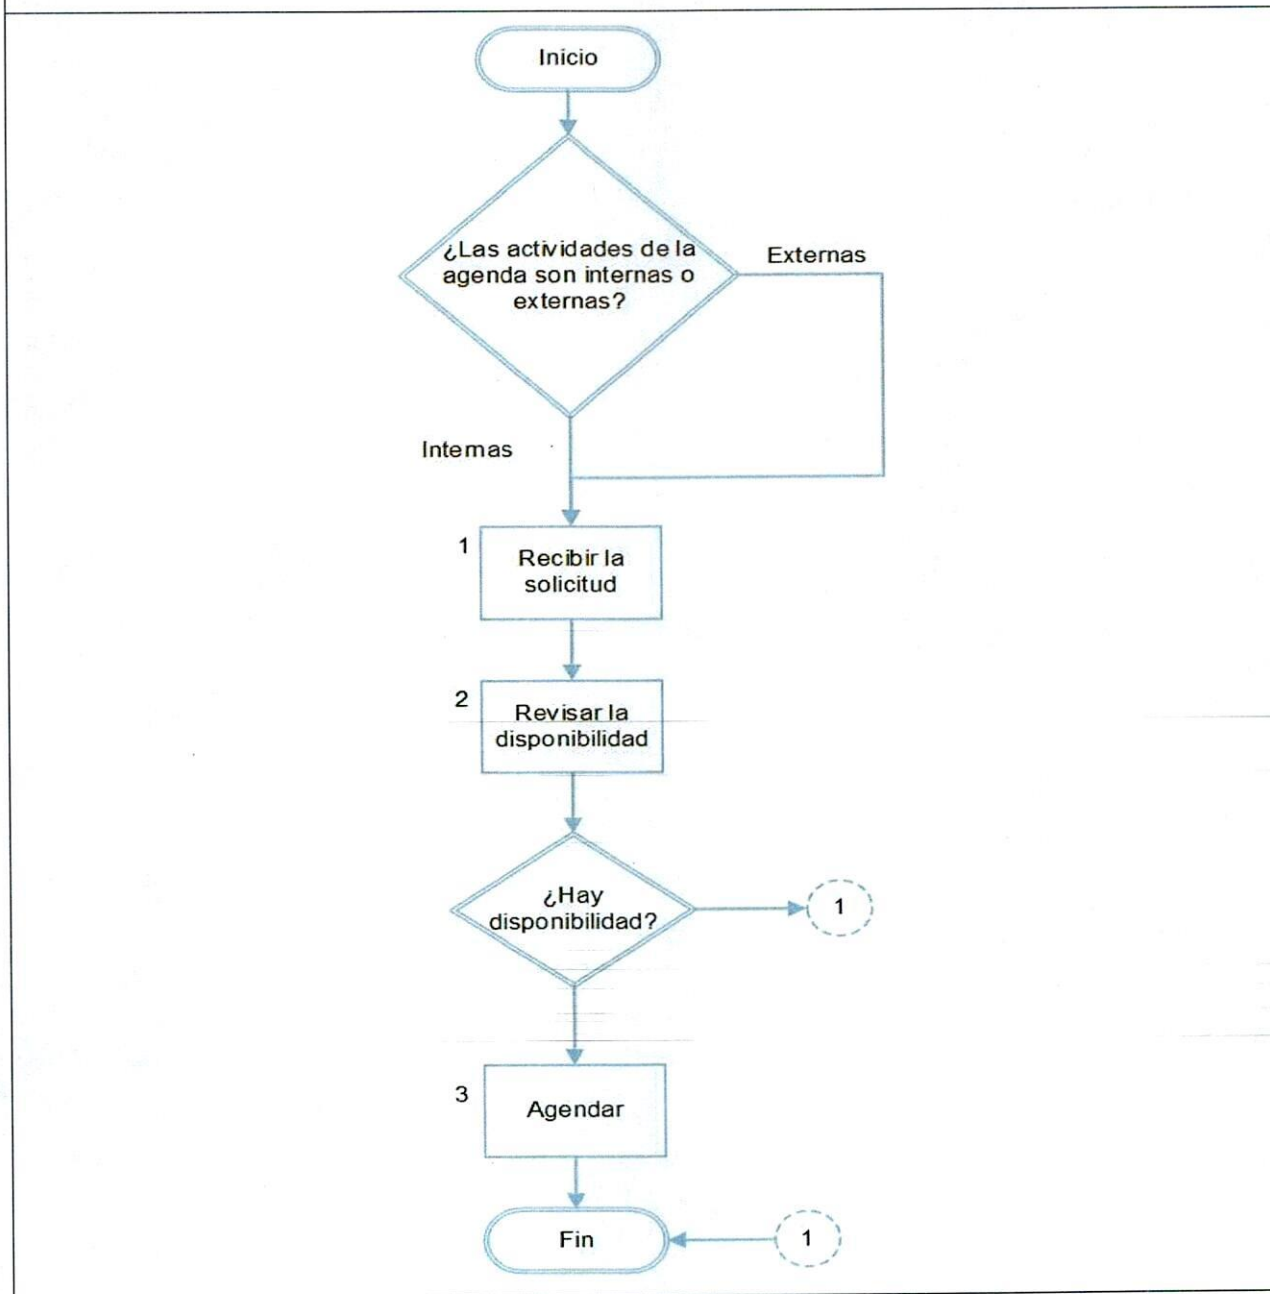 Inicio
¿Las actividades de la
agenda son internas o
externas?
Externas
Internas
1
Recibir la
solicitud
2
Revisar la
disponibilidad
¿Hay
disponibilidad?
1
3
Agendar
Fin
1